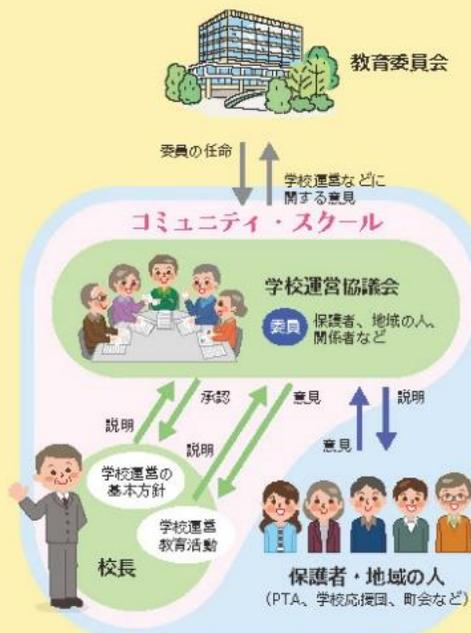 教育委員会
委員の任命
学校運営などに
関する意見
コミュニティ・スクール
学校運営協議会
委員
保護者、地域の人、
関係者など
説明
承認
説明
意見
意見
説明
学校運営の
基本方針
学校運営
教育活動
校長
保護者・地域の人
(PTA、学校応援団、町会など)